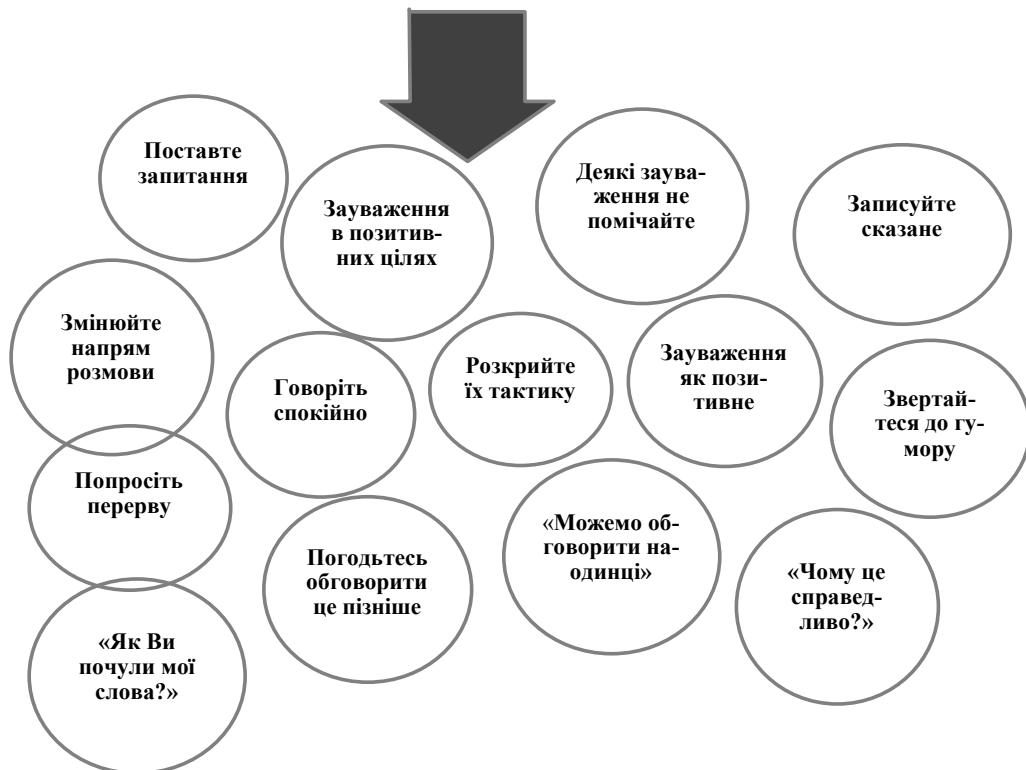 Поставте
запитання
Зауваження
в позитив-
них цілях
Деякі заува-
ження не
помічайте
Записуйте
сказане
Змінюйте
напрям
розмови
Говоріть
спокійно
Розкрийте
їх тактику
Зауваження
як пози-
тивне
Звертай-
теся до гу-
мору
Попросіть
перерву
Погодьтесь
обговорити
це пізніше
«Можемо об-
говорити на-
одинці»
«Чому це
справед-
ливо?»
«Як Ви
почули мої
слова?»